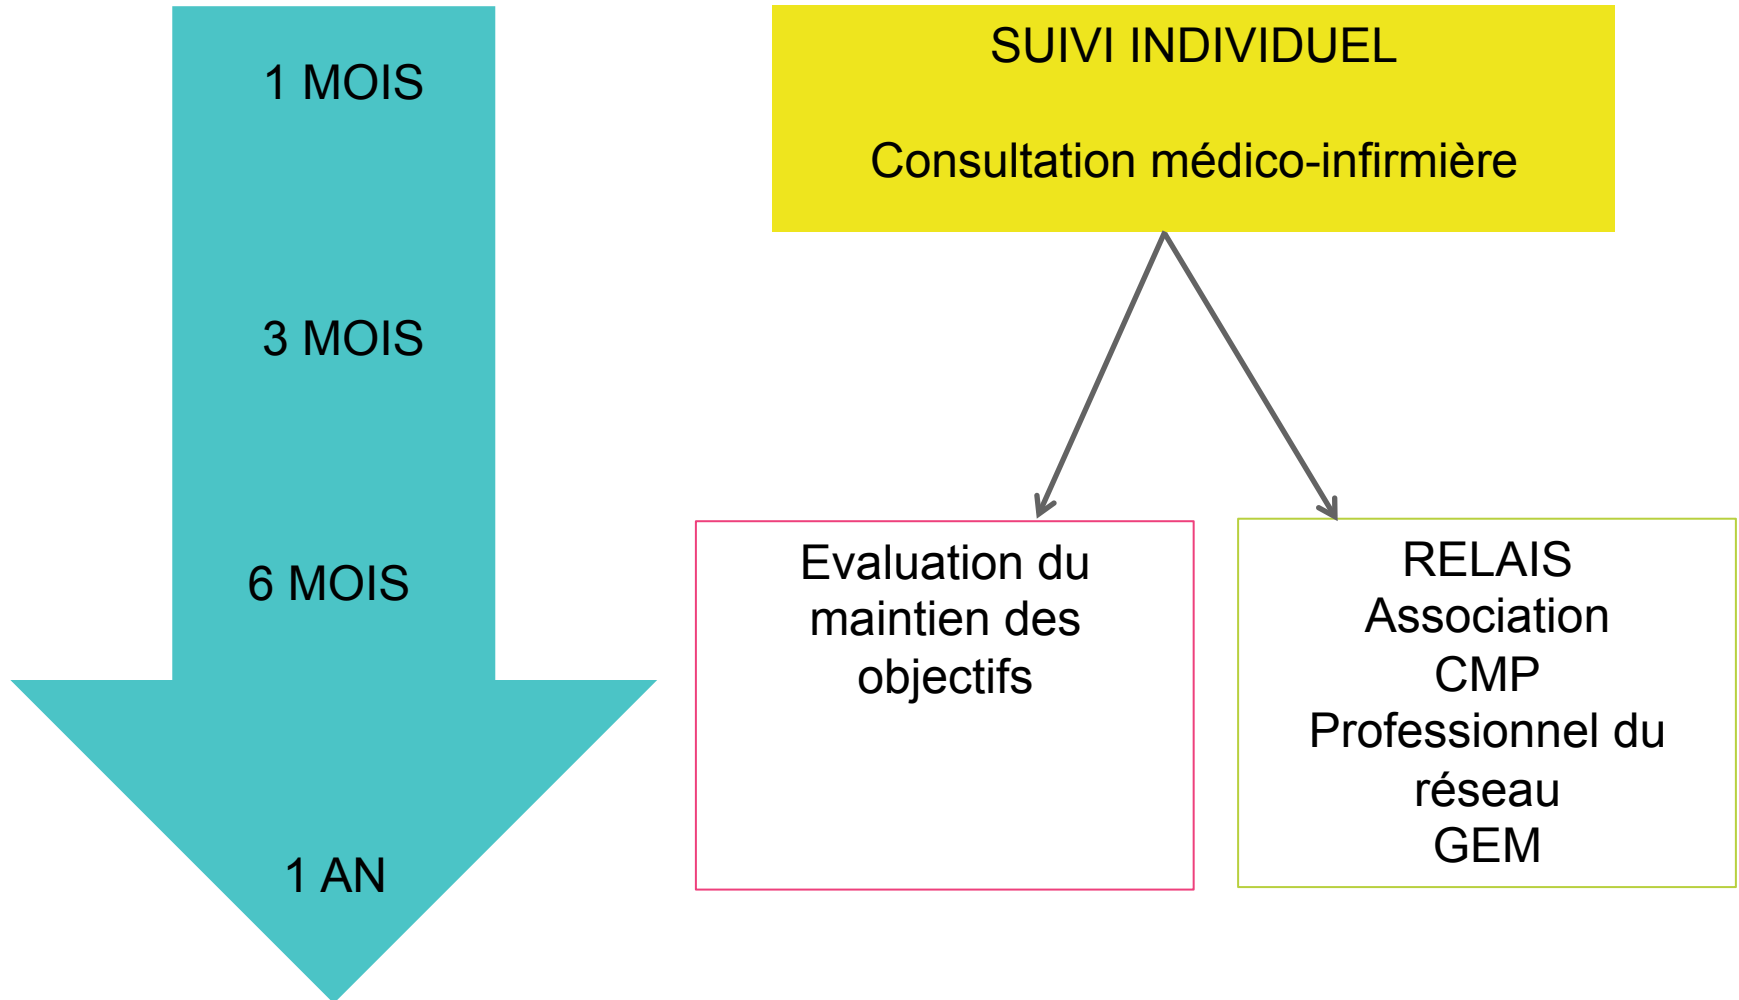 1 MOIS
3 MOIS
6 MOIS
1 AN
SUIVI INDIVIDUEL
Consultation médico-infirmière
Evaluation du
maintien des
objectifs
RELAIS
Association
CMP
Professionnel du
réseau
GEM